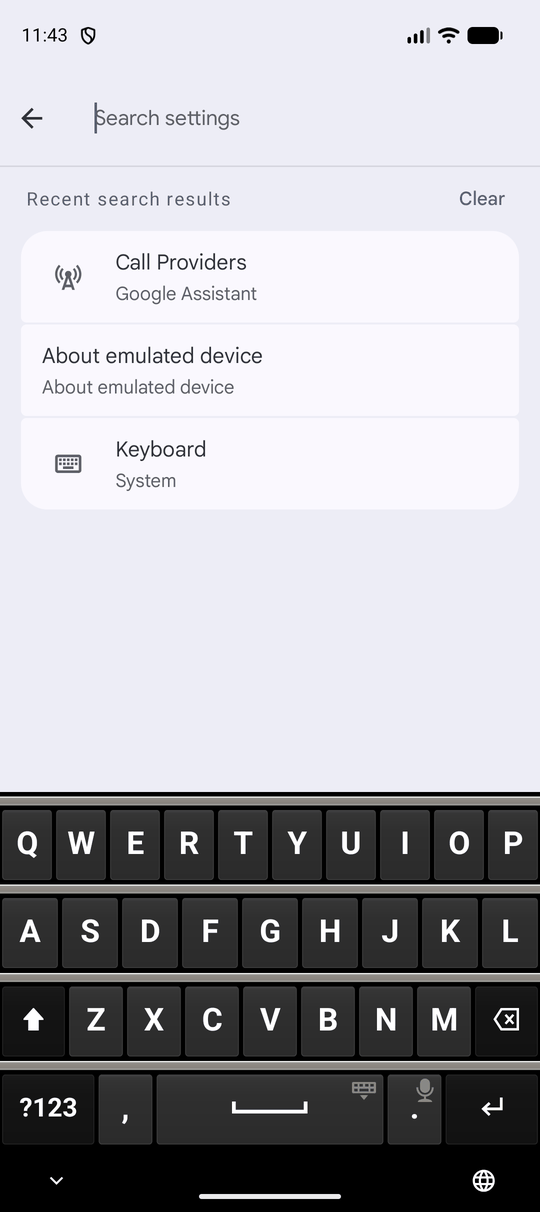 11:43
Search settings
Recent search results
Clear
Call Providers
Google Assistant
About emulated device
About emulated device
Keyboard
System
Q W E R T Y U I O P
A S D F G H J K L
Z X C V B N M
?123 , .